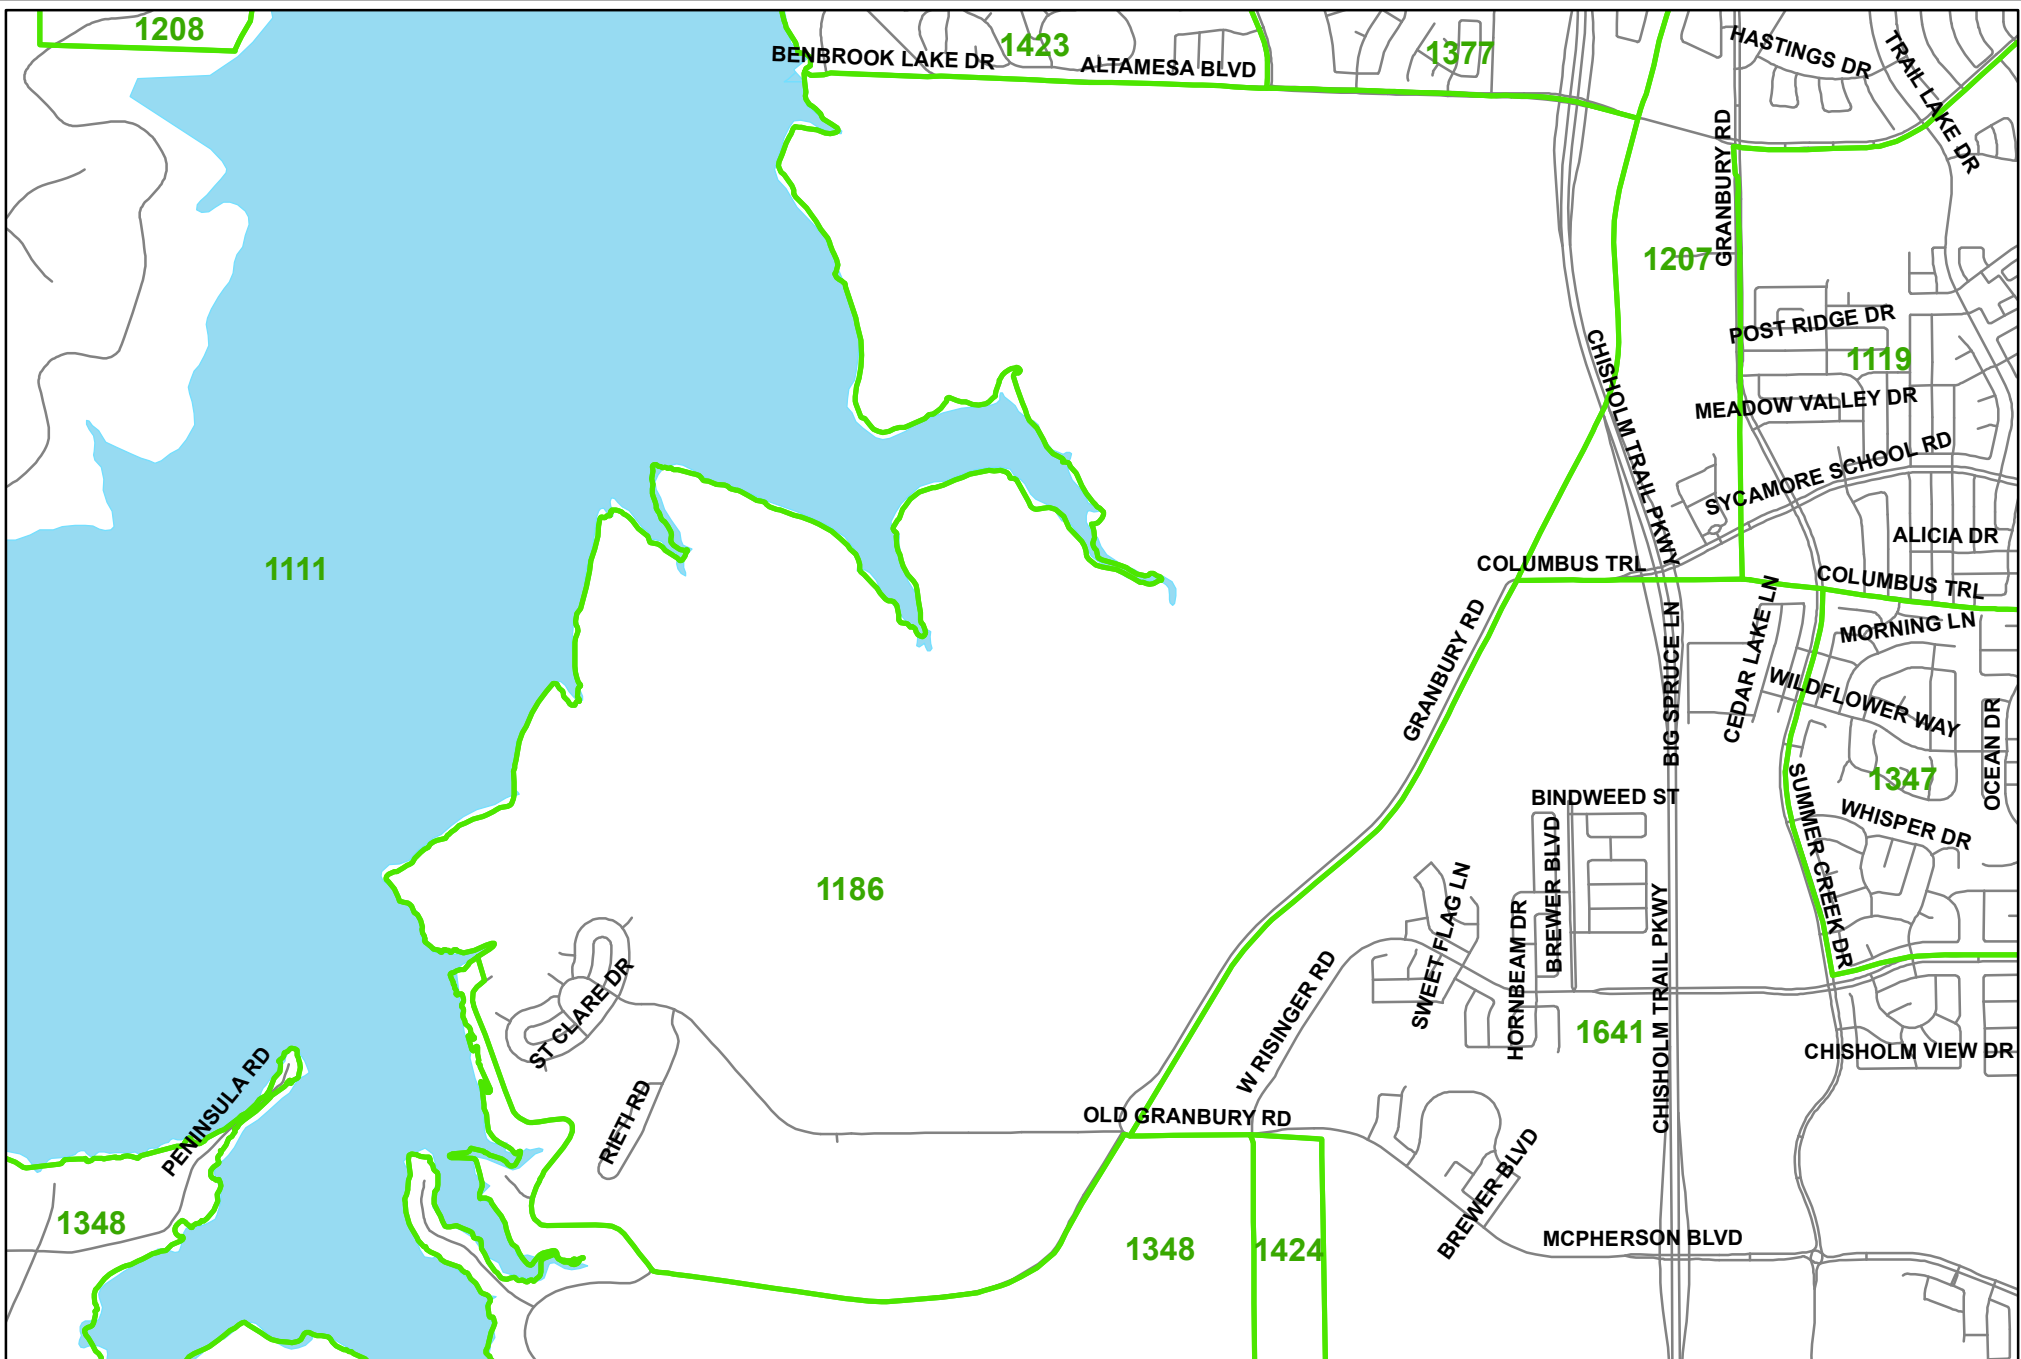 1208
BENBROOK LAKE DR
1423
ALTAMESA BLVD
1377
HASTINGS DR
TRAIL LAKE DR
GRANBURY RD
1207
POST RIDGE DR
1119
CHISHOLM TRAIL PKWY
MEADOW VALLEY DR
SYCAMORE SCHOOL RD
ALICIA DR
1111
COLUMBUS TRL
COLUMBUS TRL
GRANBURY RD
BIG SPRUCE LN
CEDAR LAKE LN
MORNING LN
WILDFLOWER WAY
OCEAN DR
1347
SUMMER CREEK DR
WHISPER DR
BINDWEED ST
BREWER BLVD
1186
SWEET FLAG LN
HORNBEAM DR
CHISHOLM TRAIL PKWY
ST CLARE DR
W RISINGER RD
1641
CHISHOLM VIEW DR
PENINSULA RD
RIETI RD
OLD GRANBURY RD
BREWER BLVD
1348
1348
1424
MCPHERSON BLVD